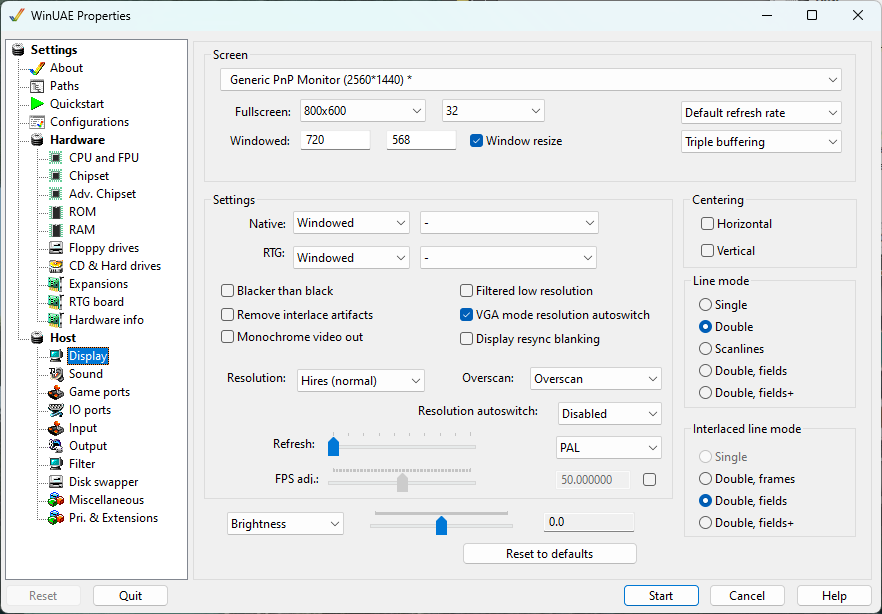 WinUAE Properties
Settings
About
Paths
Quickstart
Configurations
Hardware
CPU and FPU
Chipset
Adv. Chipset
ROM
RAM
Floppy drives
CD & Hard drives
Expansions
RTG board
Hardware info
Host
Display
Sound
Game ports
IO ports
Input
Output
Filter
Disk swapper
Miscellaneous
Pri. & Extensions
Screen
Generic PnP Monitor (2560*1440) *
Fullscreen: 800x600 32 Default refresh rate
Windowed: 720 568 Window resize Triple buffering
Settings
Native: Windowed -
RTG: Windowed -
Blacker than black Filtered low resolution
Remove interlace artifacts VGA mode resolution autoswitch
Monochrome video out Display resync blanking
Resolution: Hires (normal) Overscan: Overscan
Resolution autoswitch: Disabled
Refresh: PAL
FPS adj.: 50.000000
Brightness 0.0
Reset to defaults
Centering
Horizontal
Vertical
Line mode
Single
Double
Scanlines
Double, fields
Double, fields+
Interlaced line mode
Single
Double, frames
Double, fields
Double, fields+
Reset Quit Start Cancel Help